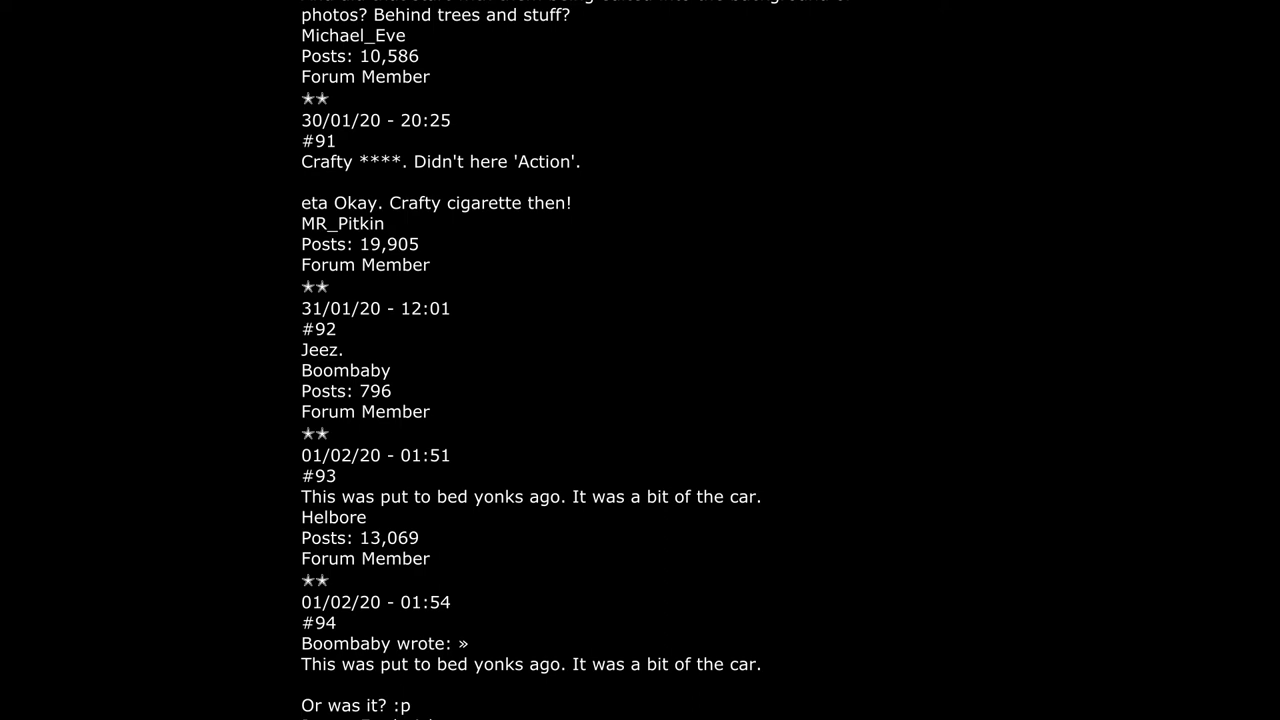 photos? Behind trees and stuff?
Michael_Eve
Posts: 10,586
Forum Member
★★
30/01/20 - 20:25
#91
Crafty ****. Didn't here 'Action'.
eta Okay. Crafty cigarette then!
MR_Pitkin
Posts: 19,905
Forum Member
★★
31/01/20 - 12:01
#92
Jeez.
Boombaby
Posts: 796
Forum Member
★★
01/02/20 - 01:51
#93
This was put to bed yonks ago. It was a bit of the car.
Helbore
Posts: 13,069
Forum Member
★★
01/02/20 - 01:54
#94
Boombaby wrote: »
This was put to bed yonks ago. It was a bit of the car.
Or was it? :p